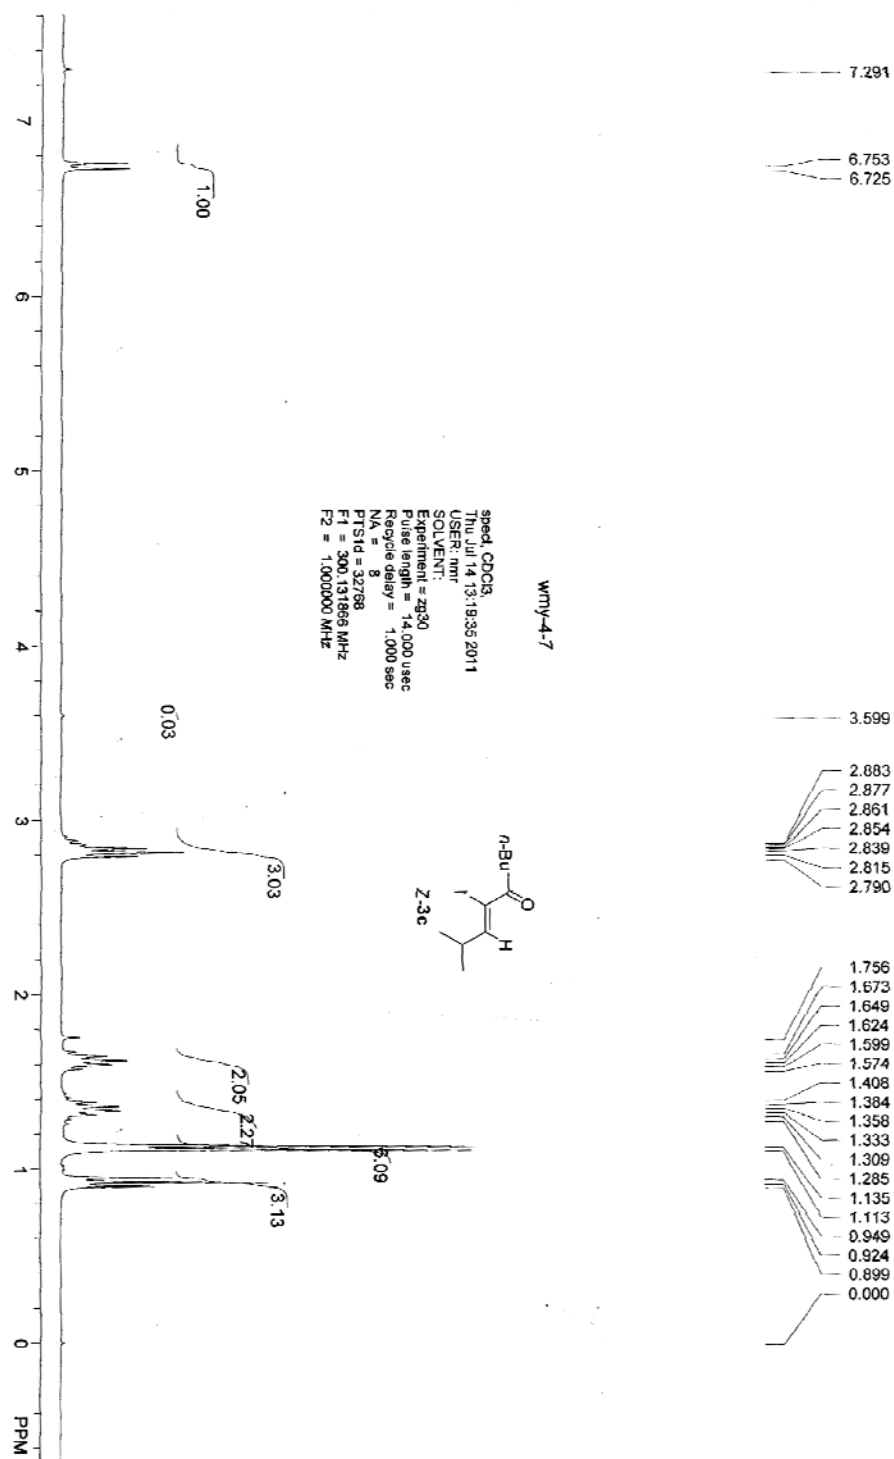 7.291
6.753
6.725
3.599
2.883
2.877
2.861
2.854
2.839
2.815
2.790
1.756
1.673
1.649
1.624
1.599
1.574
1.408
1.384
1.358
1.333
1.309
1.285
1.135
1.113
0.949
0.924
0.899
0.000
wmy-4-7
sped, CDCl3,
Thu Jul 14 13:19:35 2011
USER: nmr
SOLVENT:
Experiment = zg30
Pulse length = 14.000 usec
Recycle delay = 1.000 sec
NA = 8
PTS1d = 32768
F1 = 300.131866 MHz
F2 = 1.000000 MHz
n-Bu
O
H
Z-3c
1.00
0.03
3.03
2.05
2.27
6.09
3.13
7
6
5
4
3
2
1
0
PPM